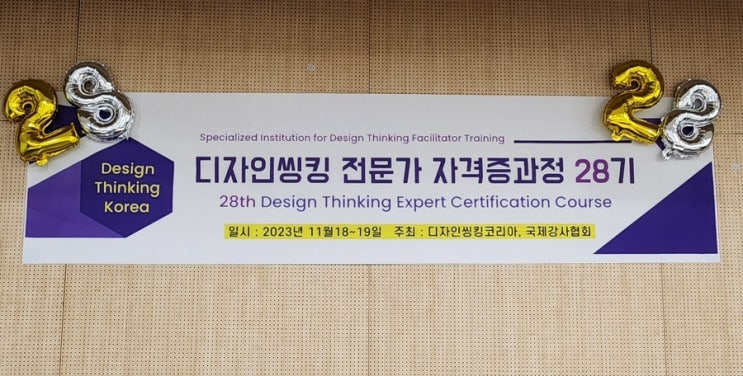 28
28
Specialized Institution for Design Thinking Facilitator Training
Design
Thinking
Korea
디자인씽킹 전문가 자격증과정 28기
28th Design Thinking Expert Certification Course
일시 : 2023년 11월18~19일 주최 : 디자인씽킹코리아, 국제강사협회